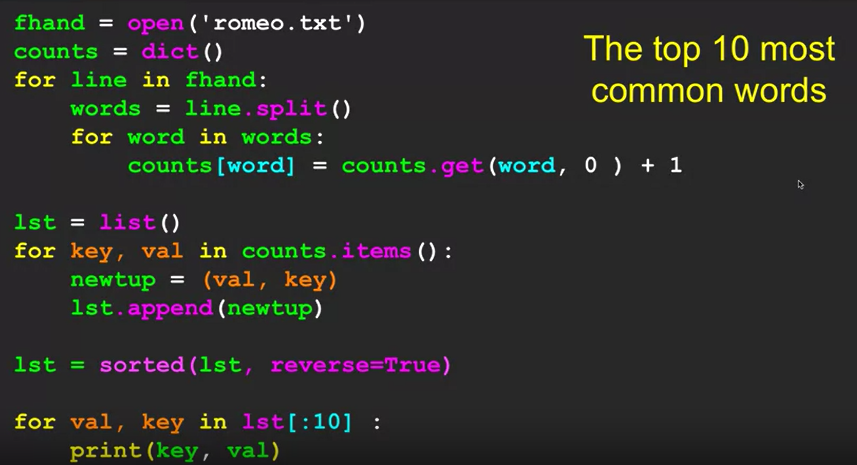 fhand = open('romeo.txt')
counts = dict()
for line in fhand:
    words = line.split()
    for word in words:
        counts[word] = counts.get(word, 0 ) + 1

lst = list()
for key, val in counts.items():
    newtup = (val, key)
    lst.append(newtup)

lst = sorted(lst, reverse=True)

for val, key in lst[:10] :
    print(key, val)
The top 10 most
common words